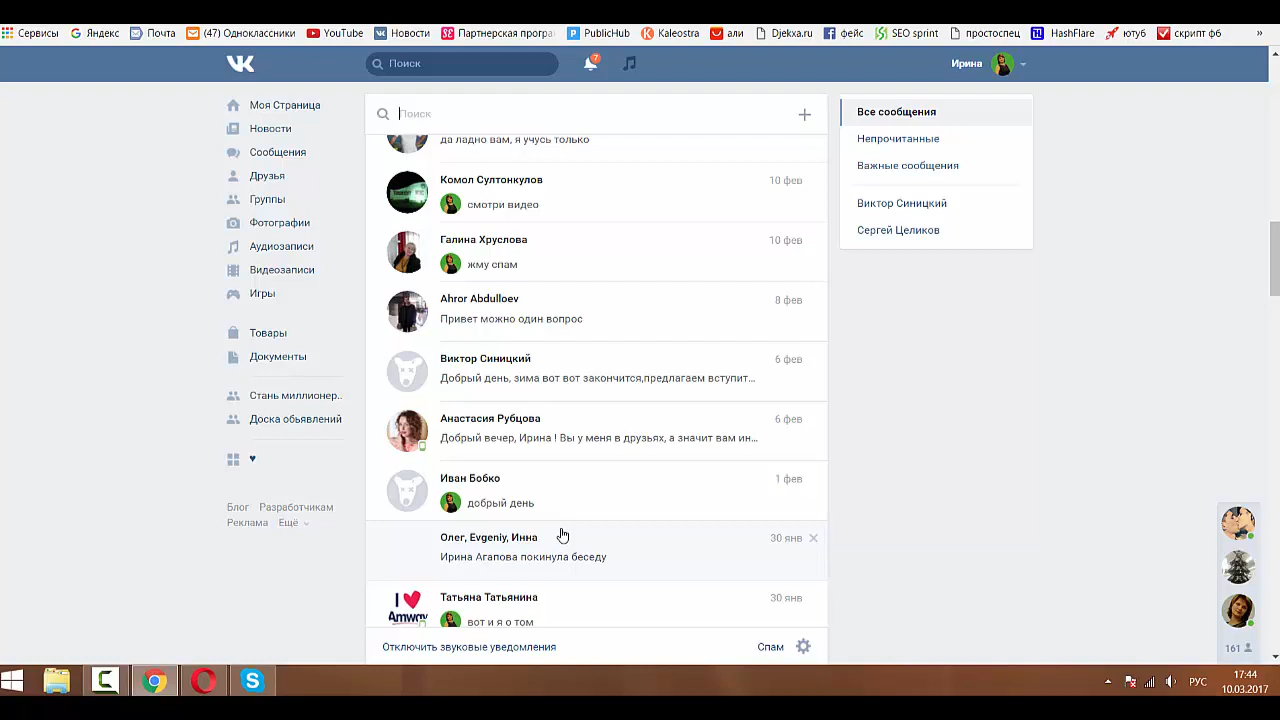 Сервисы Яндекс Почта (47) Одноклассники YouTube Новости Партнерская програ PublicHub Kaleostra али Djekxa.ru фейс SEO sprint простоспец HashFlare ютуб скрипт фб »
Поиск 7 Ирина
Моя Страница
Новости
Сообщения
Друзья
Группы
Фотографии
Аудиозаписи
Видеозаписи
Игры
Товары
Документы
Стань миллионер..
Доска обьявлений
Блог Разработчикам
Реклама Ещё
Поиск
да ладно вам, я учусь только
Комол Султонкулов 10 фев
смотри видео
Галина Хруслова 10 фев
жму спам
Ahror Abdulloev 8 фев
Привет можно один вопрос
Виктор Синицкий 6 фев
Добрый день, зима вот вот закончится,предлагаем вступит...
Анастасия Рубцова 6 фев
Добрый вечер, Ирина ! Вы у меня в друзьях, а значит вам ин...
Иван Бобко 1 фев
добрый день
Олег, Evgeniy, Инна 30 янв
Ирина Агапова покинула беседу
I ♥ Amway
Татьяна Татьянина 30 янв
вот и я о том
Отключить звуковые уведомления Спам
Все сообщения
Непрочитанные
Важные сообщения
Виктор Синицкий
Сергей Целиков
161
РУС 17:44
10.03.2017